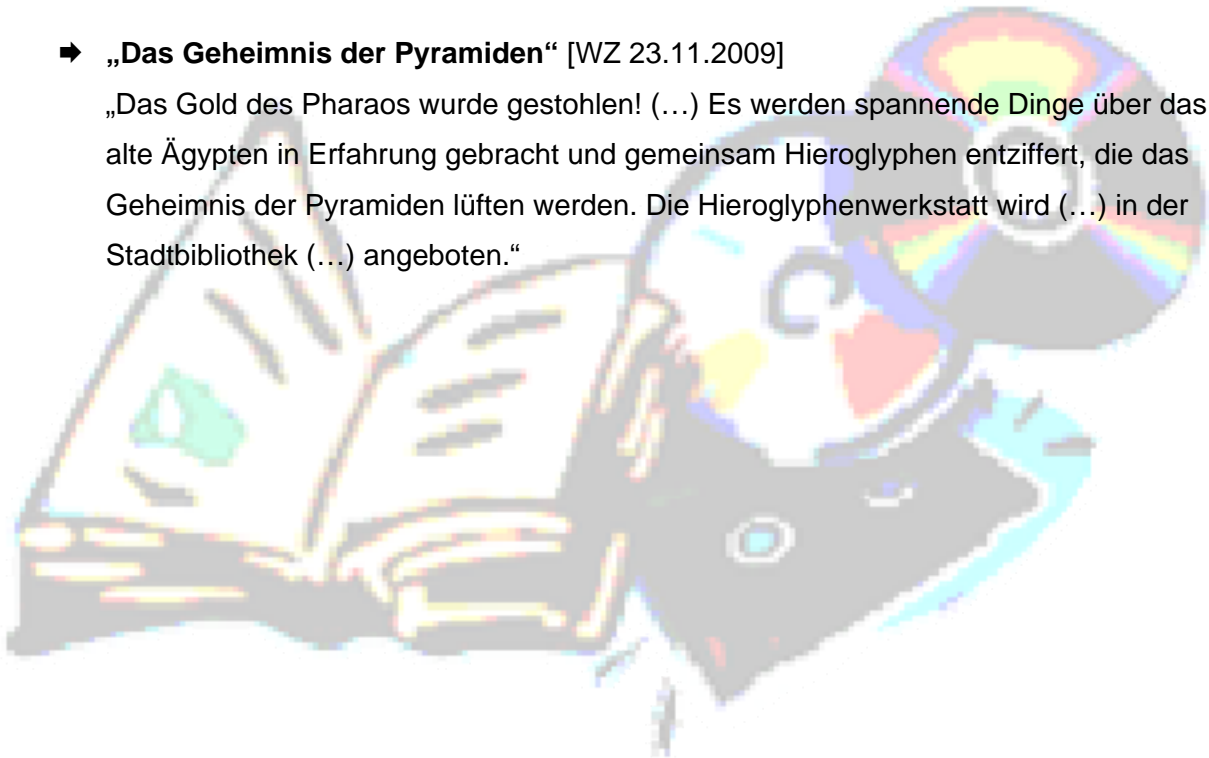 ➨ „Das Geheimnis der Pyramiden“ [WZ 23.11.2009]
„Das Gold des Pharaos wurde gestohlen! (…) Es werden spannende Dinge über das
alte Ägypten in Erfahrung gebracht und gemeinsam Hieroglyphen entziffert, die das
Geheimnis der Pyramiden lüften werden. Die Hieroglyphenwerkstatt wird (…) in der
Stadtbibliothek (…) angeboten.“